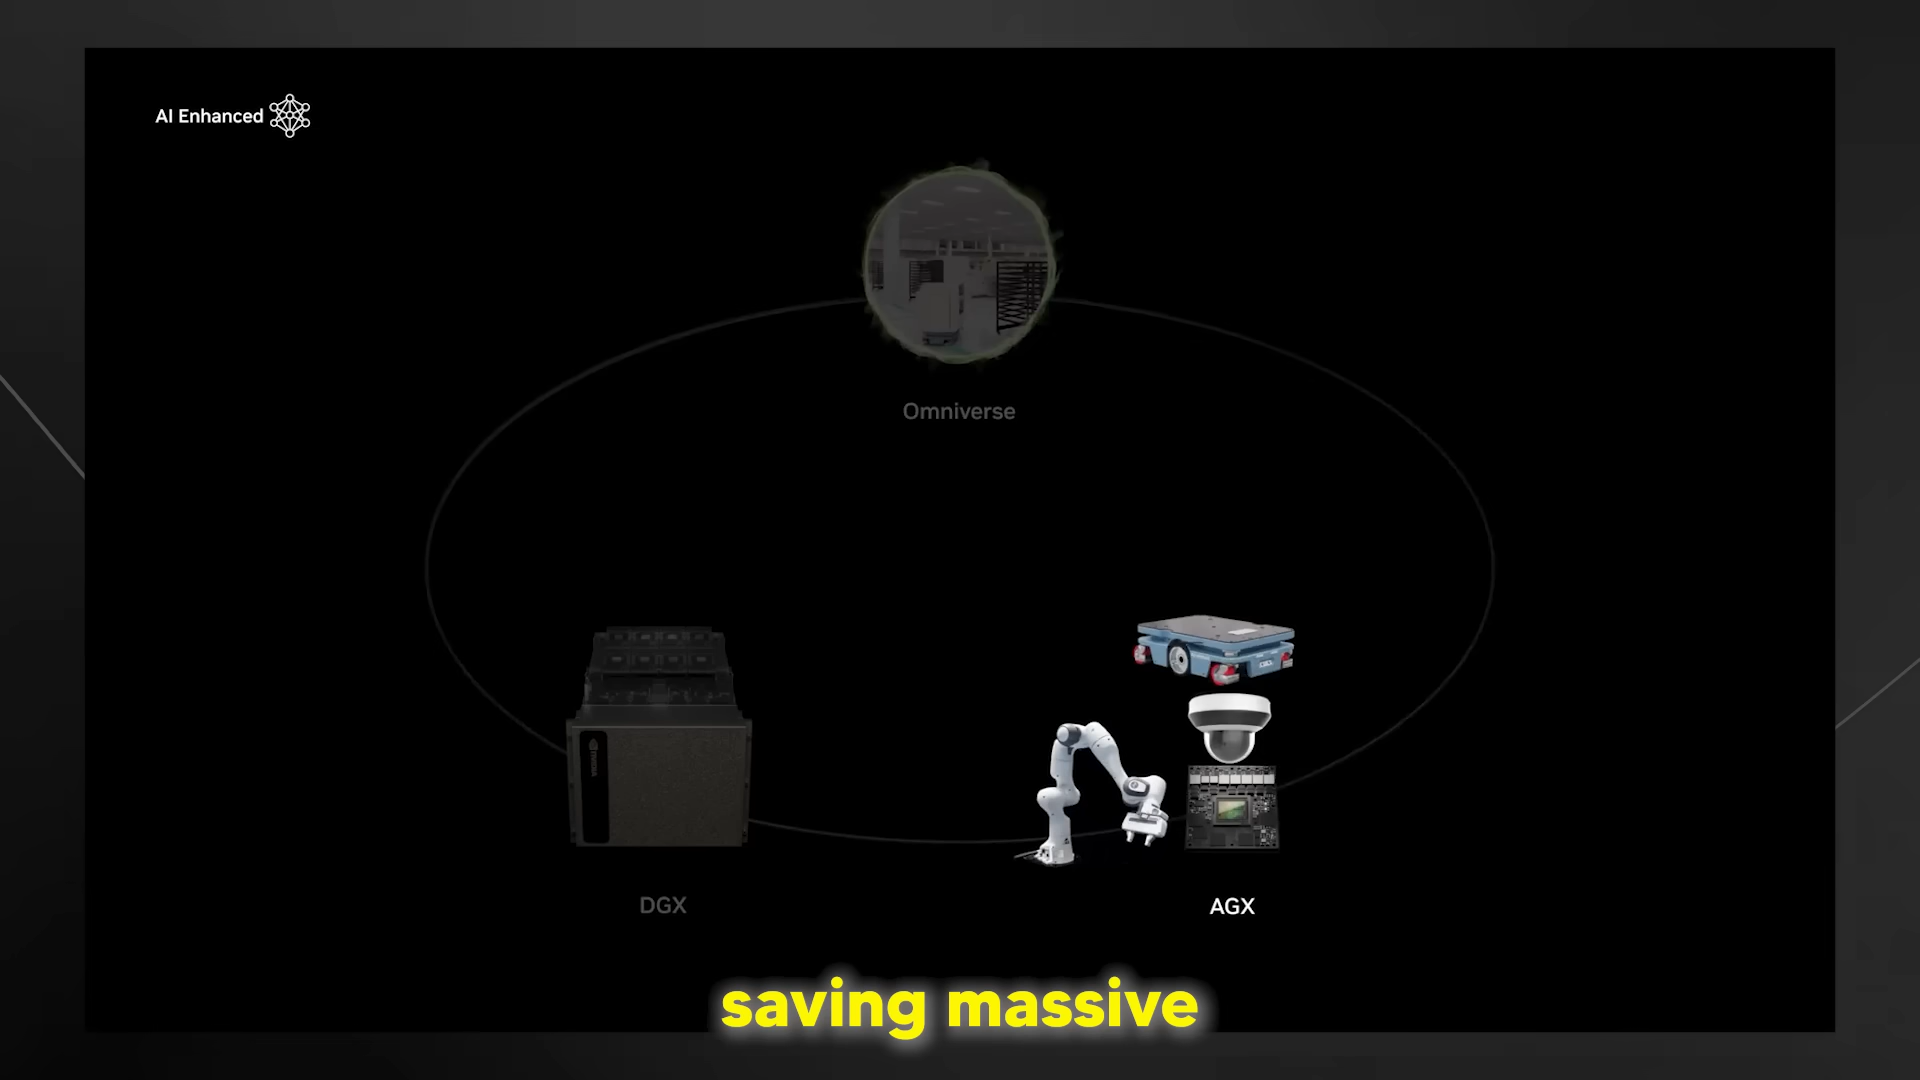 AI Enhanced
Omniverse
DGX
AGX
saving massive